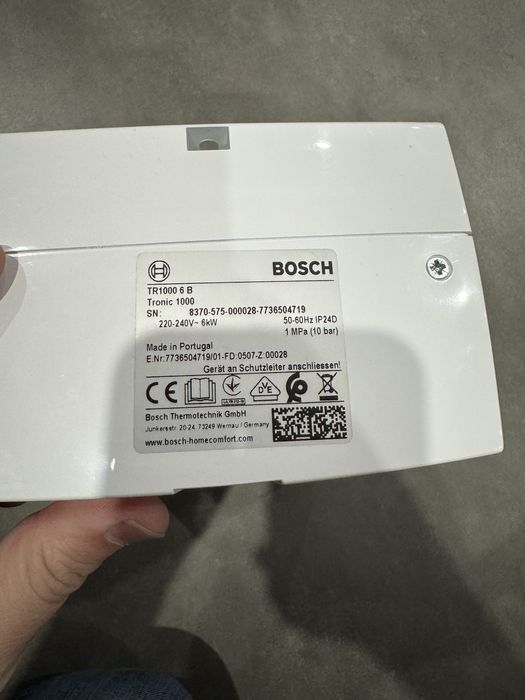 BOSCH
TR1000 6 B
Tronic 1000
SN: 8370-575-000028-7736504719
220-240V~ 6kW 50-60Hz IP24D
1 MPa (10 bar)
Made in Portugal
E.Nr:7736504719/01-FD:0507-Z:00028
Gerät an Schutzleiter anschliessen!
CE
DVE
Bosch Thermotechnik GmbH
Junkersstr. 20-24, 73249 Wernau / Germany
www.bosch-homecomfort.com